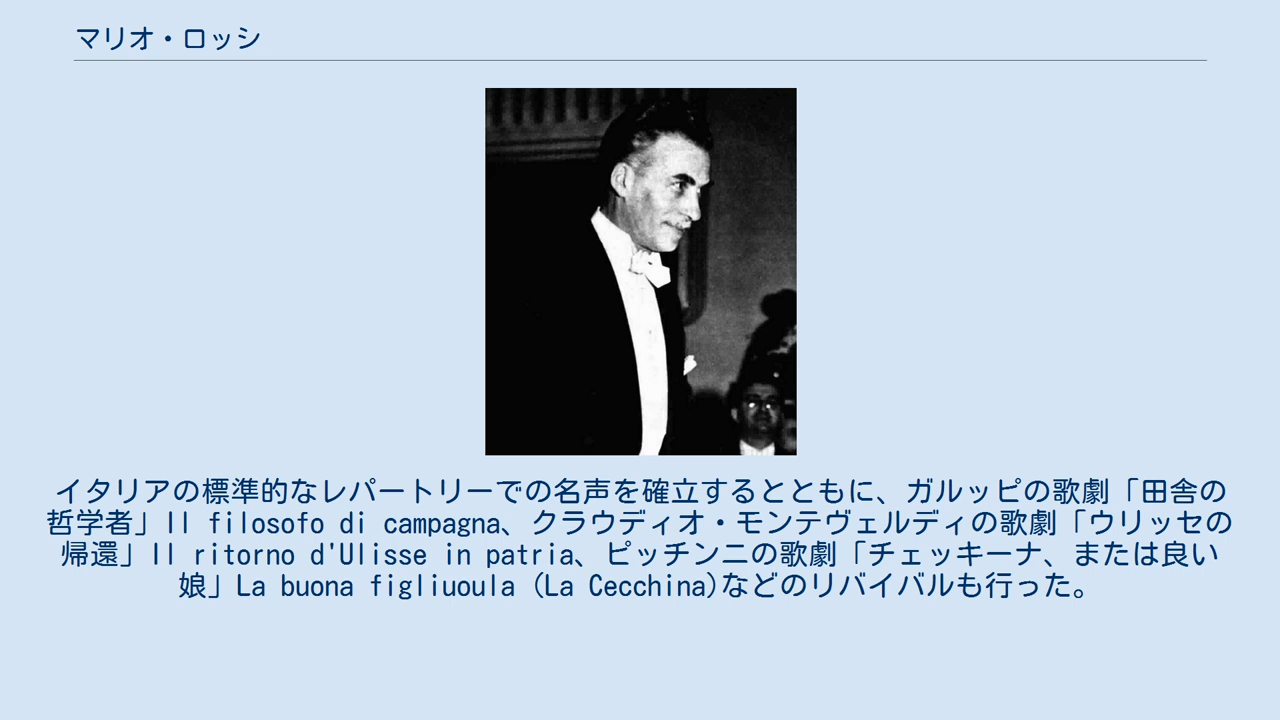 マリオ・ロッシ
イタリアの標準的なレパートリーでの名声を確立するとともに、ガルッピの歌劇「田舎の
哲学者」Il filosofo di campagna、クラウディオ・モンテヴェルディの歌劇「ウリッセの
帰還」Il ritorno d'Ulisse in patria、ピッチンニの歌劇「チェッキーナ、または良い
娘」La buona figliuoula (La Cecchina)などのリバイバルも行った。